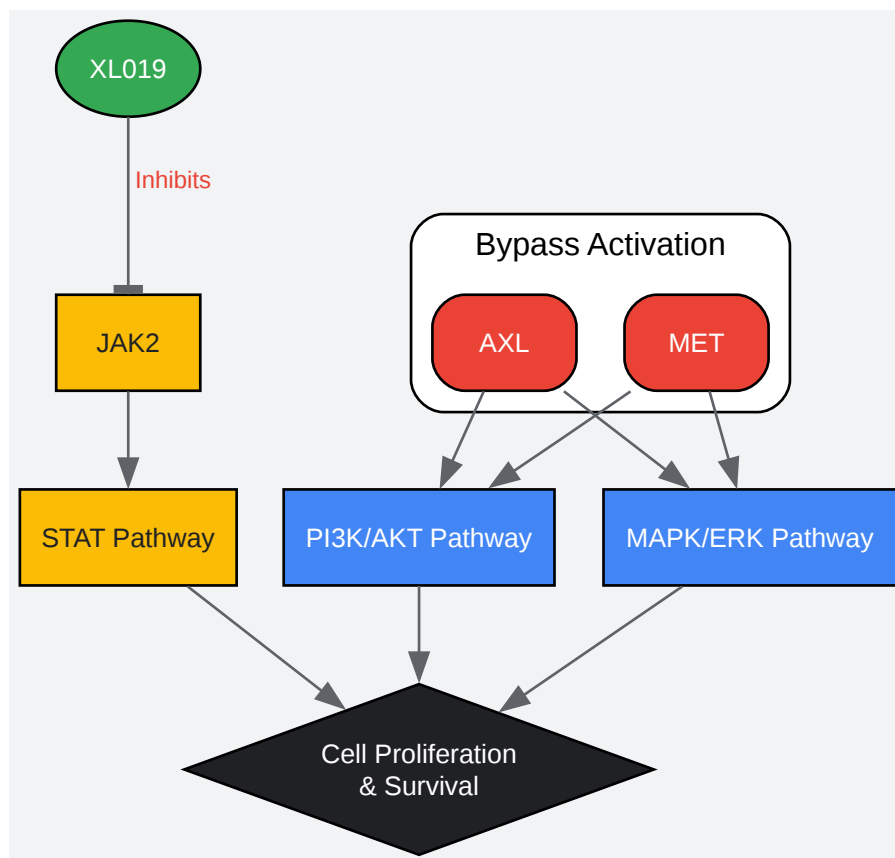 XL019
Inhibits
Bypass Activation
JAK2
AXL
MET
STAT Pathway
PI3K/AKT Pathway
MAPK/ERK Pathway
Cell Proliferation
& Survival